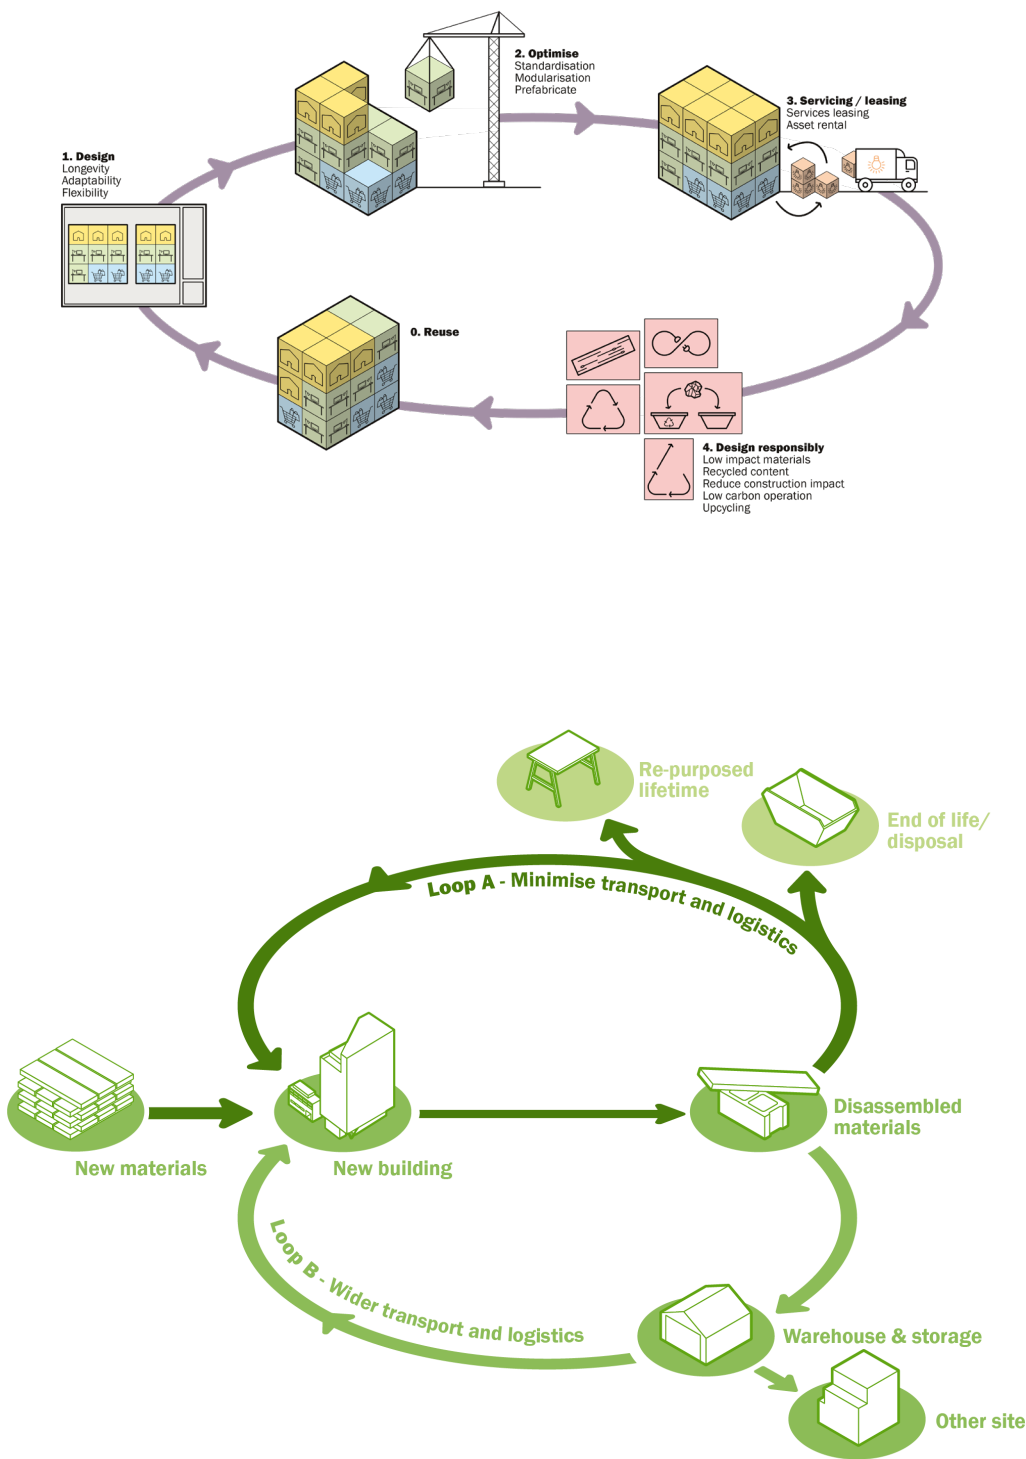 2. Optimise
Standardisation
Modularisation
Prefabricate
3. Servicing / leasing
Services leasing
Asset rental
1. Design
Longevity
Adaptability
Flexibility
0. Reuse
4. Design responsibly
Low impact materials
Recycled content
Reduce construction impact
Low carbon operation
Upcycling
Re-purposed
lifetime
End of life/
disposal
Loop A - Minimise transport and logistics
Disassembled
materials
New materials
New building
Loop B - Wider transport and logistics
Warehouse & storage
Other site